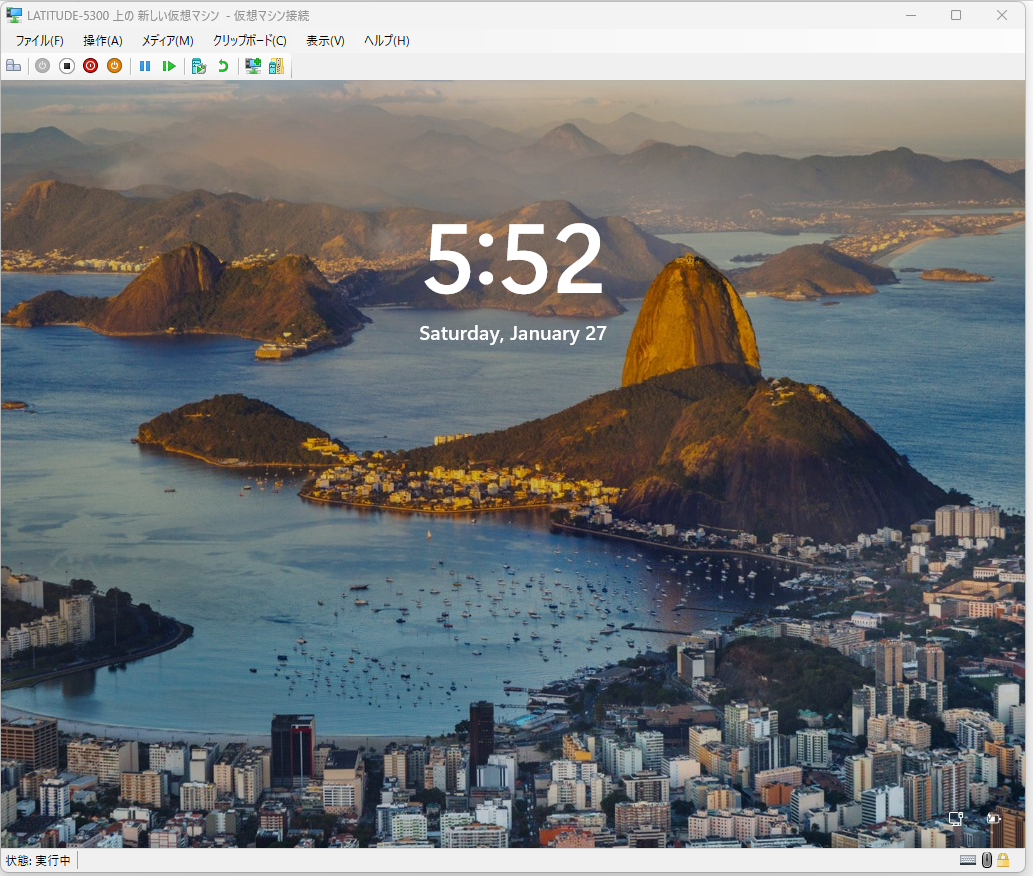 LATITUDE-5300 上の 新しい仮想マシン - 仮想マシン接続
ファイル(F) 操作(A) メディア(M) クリップボード(C) 表示(V) ヘルプ(H)
5:52
Saturday, January 27
状態: 実行中